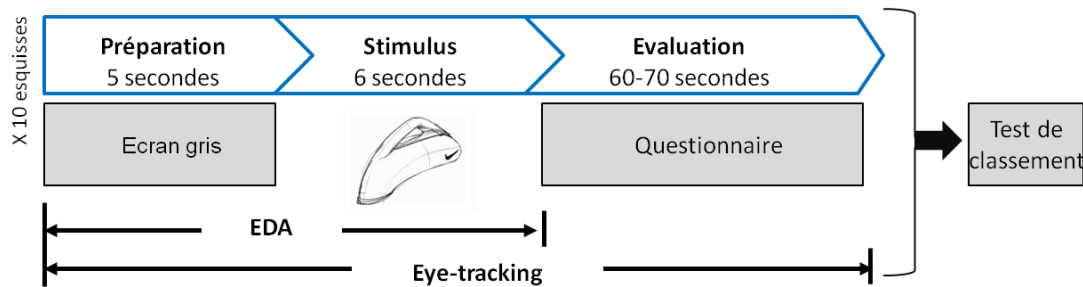 X 10 esquisses
Préparation
5 secondes
Stimulus
6 secondes
Evaluation
60-70 secondes
Ecran gris
Questionnaire
Test de
classement
EDA
Eye-tracking